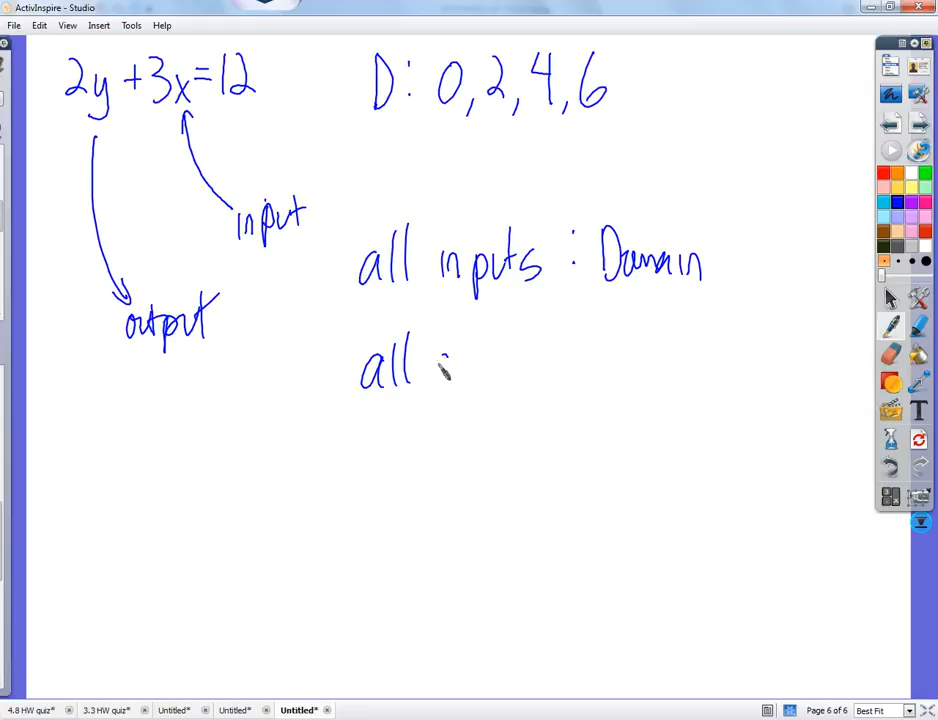 ActivInspire - Studio
File Edit View Insert Tools Help
2y + 3x = 12
D: 0, 2, 4, 6
input
all inputs : Domain
output
all
4.8 HW quiz* 3.3 HW quiz* Untitled* Untitled* Untitled* Page 6 of 6 Best Fit